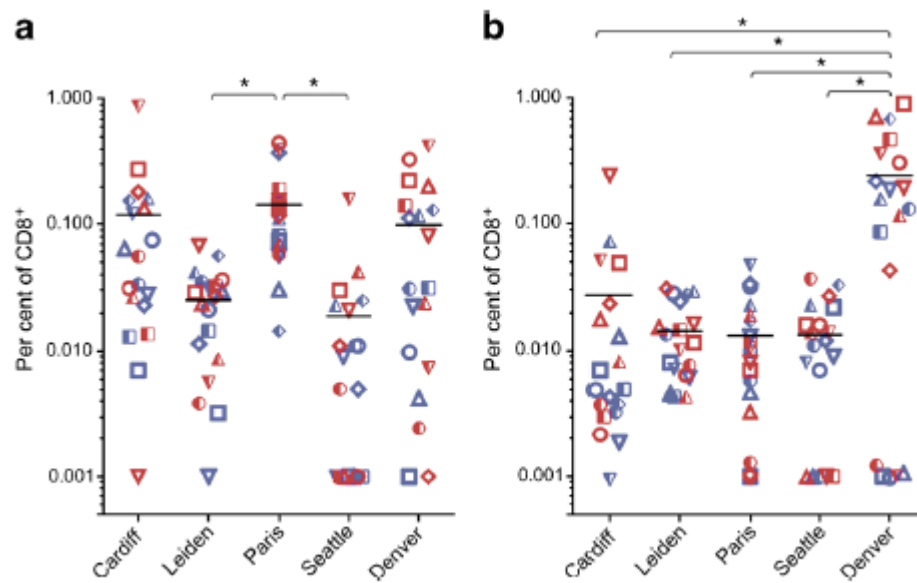 a
* *
1.000
0.100
0.010
0.001
Per cent of CD8+
Cardiff
Leiden
Paris
Seattle
Denver
b
*
*
*
*
1.000
0.100
0.010
0.001
Per cent of CD8+
Cardiff
Leiden
Paris
Seattle
Denver